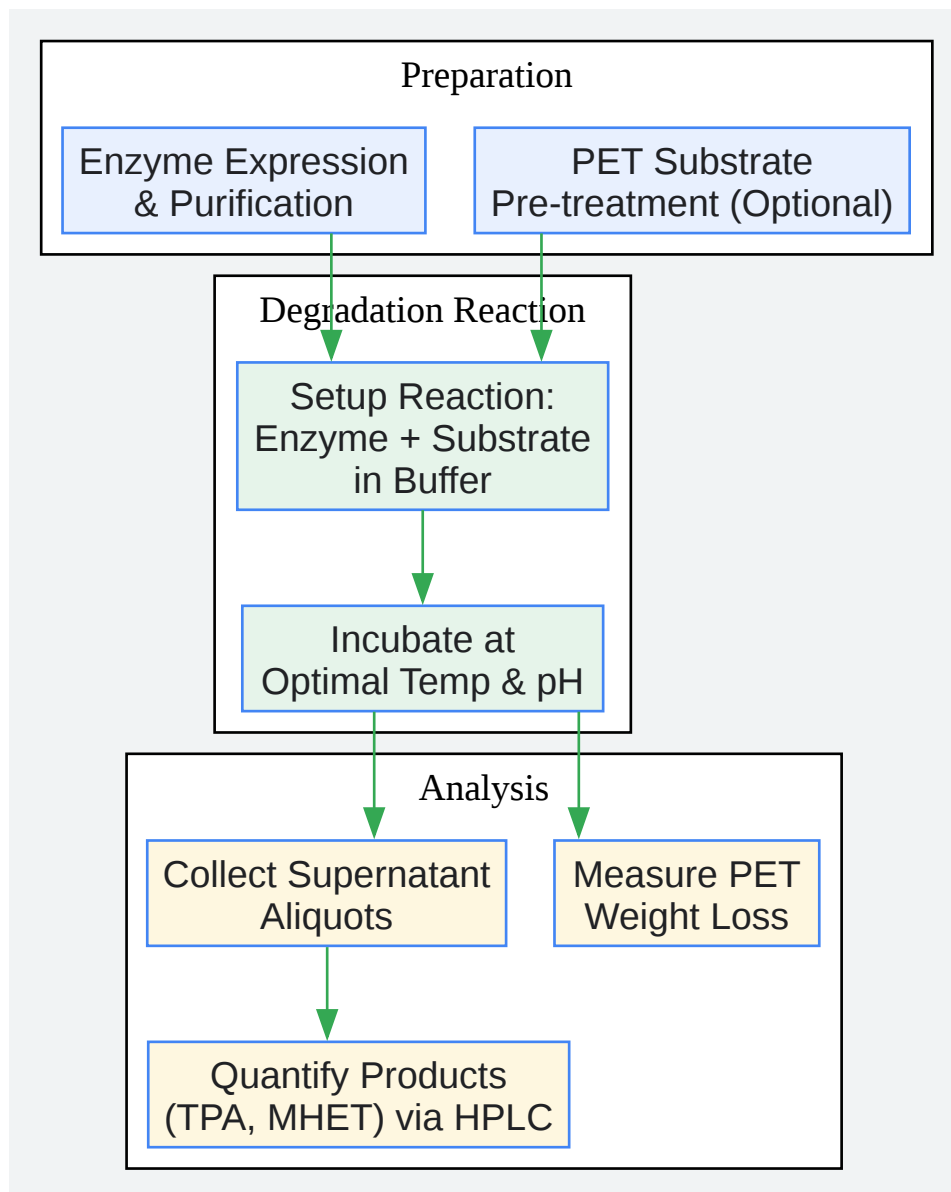 Preparation
Enzyme Expression
& Purification
PET Substrate
Pre-treatment (Optional)
Degradation Reaction
Setup Reaction:
Enzyme + Substrate
in Buffer
Incubate at
Optimal Temp & pH
Analysis
Collect Supernatant
Aliquots
Measure PET
Weight Loss
Quantify Products
(TPA, MHET) via HPLC